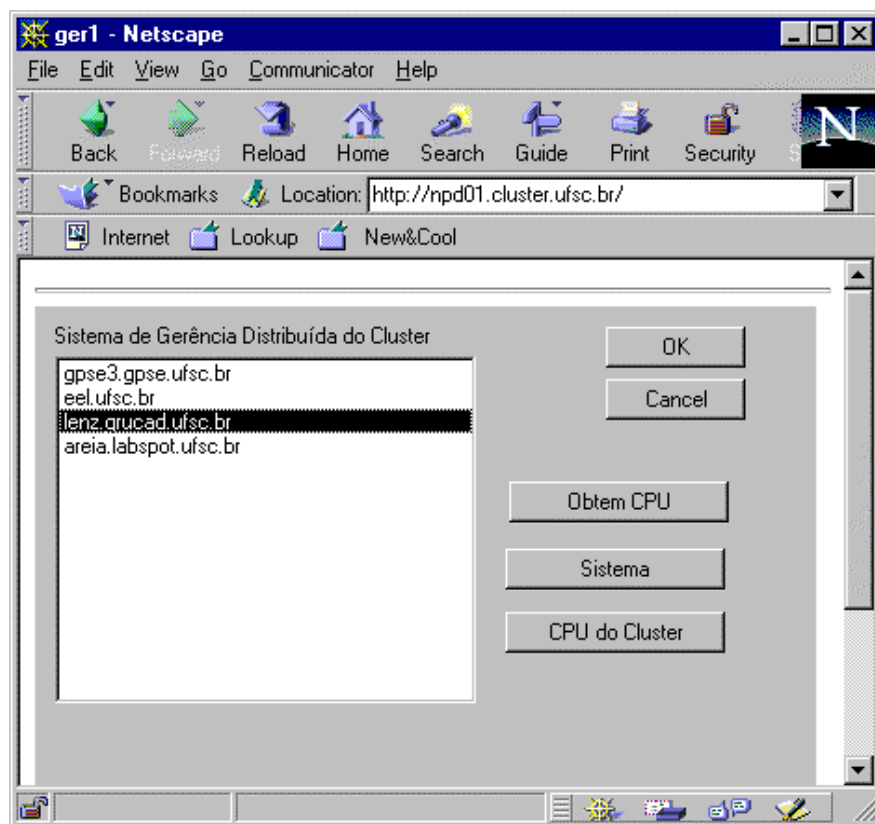 ger1 - Netscape
File Edit View Go Communicator Help
Back Forward Reload Home Search Guide Print Security
N
Bookmarks Location: http://npd01.cluster.ufsc.br/
Internet Lookup New&Cool
Sistema de Gerência Distribuída do Cluster
gpse3.gpse.ufsc.br
eel.ufsc.br
lenz.grucad.ufsc.br
areia.labspot.ufsc.br
OK
Cancel
Obtem CPU
Sistema
CPU do Cluster